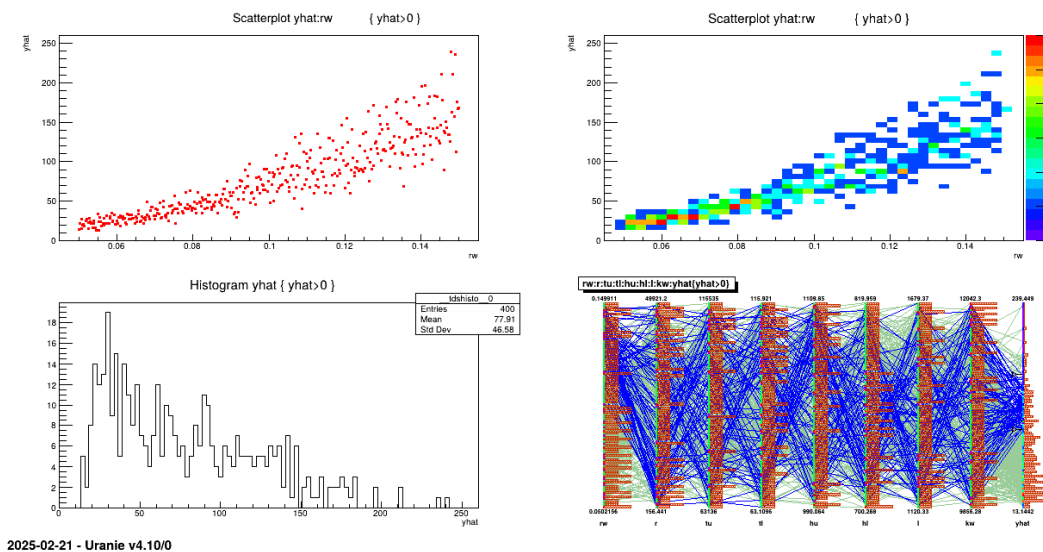 Scatterplot yhat:rw { yhat>0 }
yhat
250
200
150
100
50
0
0.06
0.08
0.1
0.12
0.14
rw
Scatterplot yhat:rw { yhat>0 }
yhat
250
200
150
100
50
0
0.06
0.08
0.1
0.12
0.14
rw
Histogram yhat { yhat>0 }
__tdshisto__0
Entries 400
Mean 77.91
Std Dev 46.58
18
16
14
12
10
8
6
4
2
0
0
50
100
150
200
250
yhat
rw:r:tu:tl:hu:hl:l:kw:yhat{yhat>0}
0.149911 49921.2 115535 115.921 1109.85 819.959 1679.37 12042.3 239.449
0.0502156 156.441 63136 63.1096 990.064 700.268 1120.33 9856.28 13.1442
rw r tu tl hu hl l kw yhat
2025-02-21 - Uranie v4.10/0